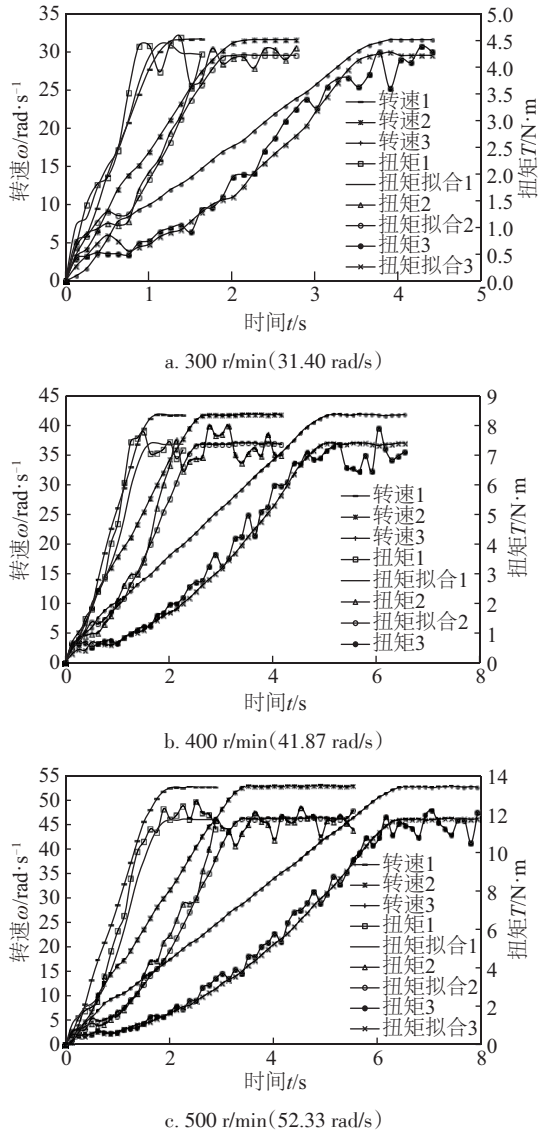 35
30
25
20
15
10
5
0
转速ω/rad·s⁻¹
5.0
4.5
4.0
3.5
3.0
2.5
2.0
1.5
1.0
0.5
0.0
扭矩T/N·m
转速1
转速2
转速3
扭矩1
扭矩拟合1
扭矩2
扭矩拟合2
扭矩3
扭矩拟合3
0 1 2 3 4 5
时间t/s
a. 300 r/min(31.40 rad/s)
45
40
35
30
25
20
15
10
5
0
转速ω/rad·s⁻¹
9
8
7
6
5
4
3
2
1
0
扭矩T/N·m
转速1
转速2
转速3
扭矩1
扭矩拟合1
扭矩2
扭矩拟合2
扭矩3
0 2 4 6 8
时间t/s
b. 400 r/min(41.87 rad/s)
55
50
45
40
35
30
25
20
15
10
5
0
转速ω/rad·s⁻¹
14
12
10
8
6
4
2
0
扭矩T/N·m
转速1
转速2
转速3
扭矩1
扭矩拟合1
扭矩2
扭矩拟合2
扭矩3
扭矩拟合3
0 2 4 6 8
时间t/s
c. 500 r/min(52.33 rad/s)